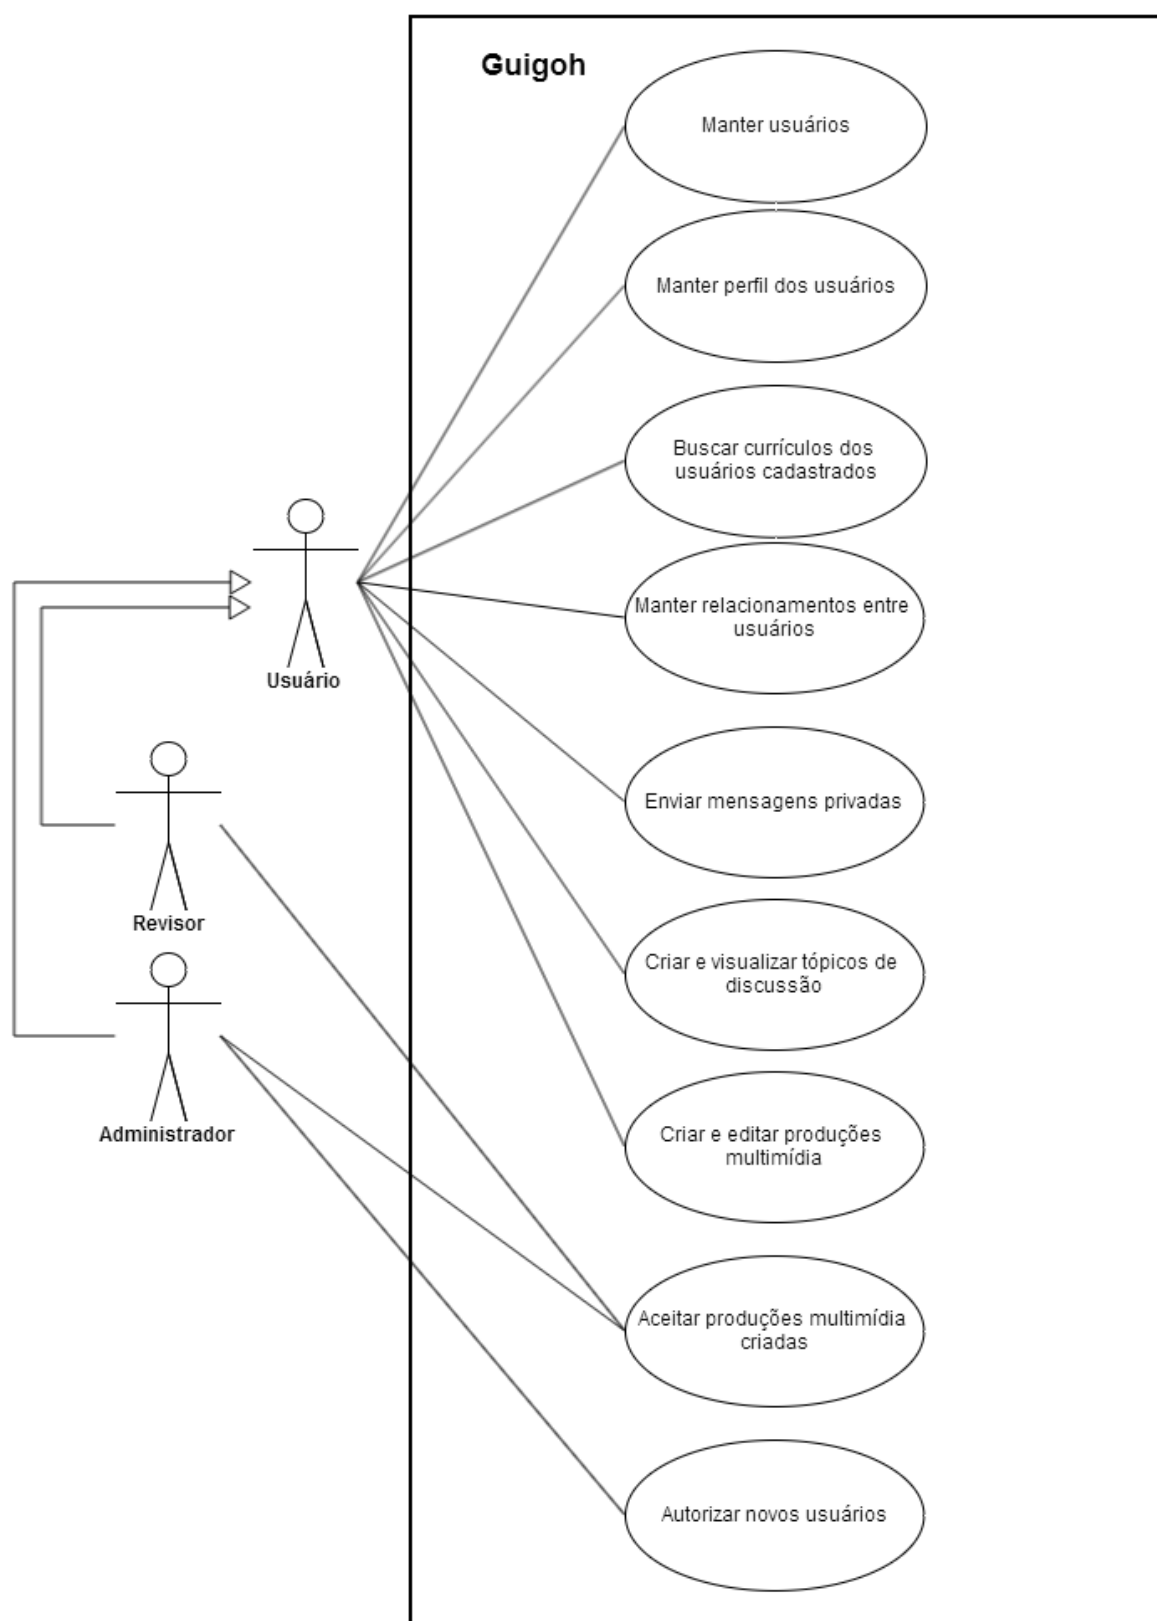 Guigoh
Manter usuários
Manter perfil dos usuários
Buscar currículos dos
usuários cadastrados
Manter relacionamentos entre
usuários
Usuário
Enviar mensagens privadas
Revisor
Criar e visualizar tópicos de
discussão
Administrador
Criar e editar produções
multimídia
Aceitar produções multimídia
criadas
Autorizar novos usuários